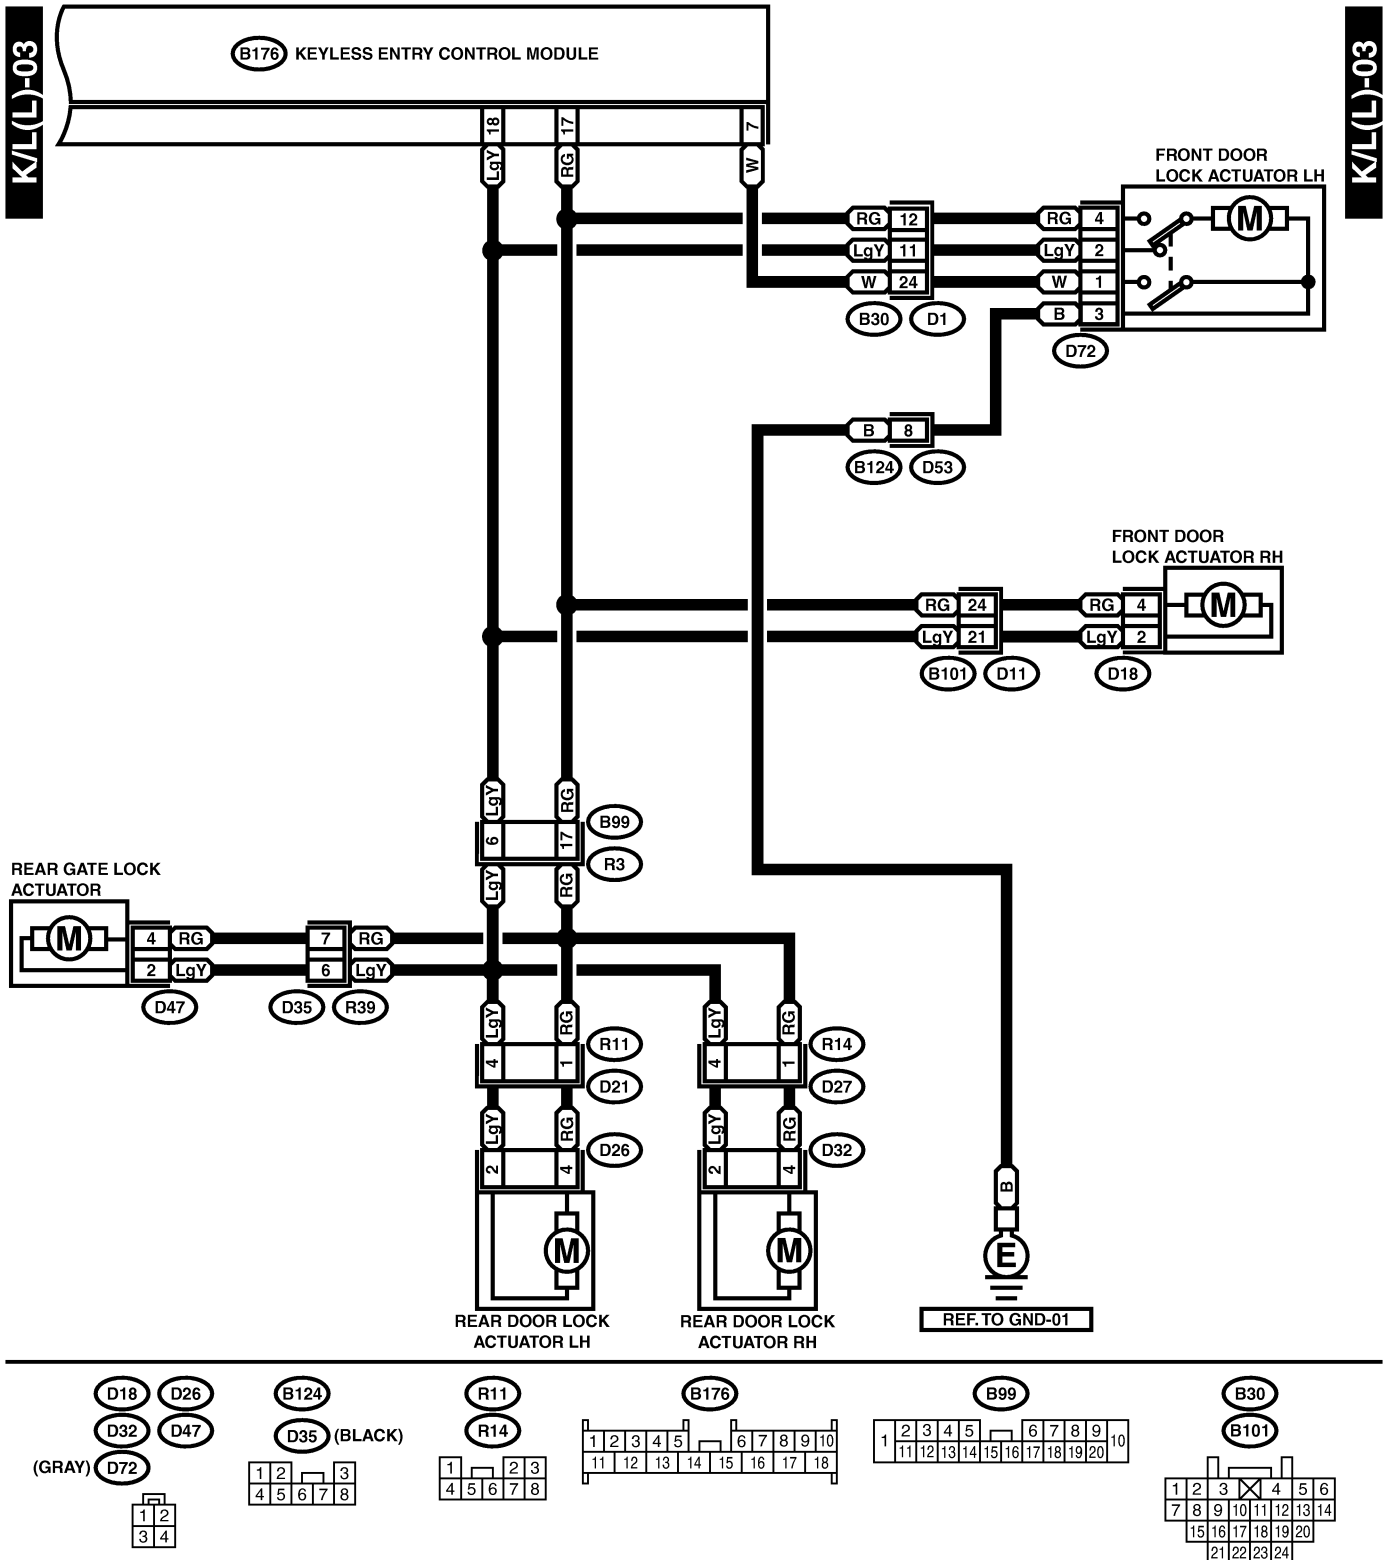 K/L(L)-03
K/L(L)-03
B176 KEYLESS ENTRY CONTROL MODULE
18 17 7
LgY RG W
FRONT DOOR
LOCK ACTUATOR LH
RG 12 RG 4 M
LgY 11 LgY 2
W 24 W 1
B 3
B30 D1
D72
B 8
B124 D53
FRONT DOOR
LOCK ACTUATOR RH
RG 24 RG 4 M
LgY 21 LgY 2
B101 D11 D18
LgY RG
B99
6 17
R3
LgY RG
REAR GATE LOCK
ACTUATOR
M 4 RG 7 RG
2 LgY 6 LgY
D47 D35 R39
LgY RG LgY RG
R11 R14
4 1 4 1
D21 D27
LgY RG LgY RG
D26 D32
2 4 2 4
B
M M E
REF. TO GND-01
REAR DOOR LOCK
ACTUATOR LH
REAR DOOR LOCK
ACTUATOR RH
D18 D26
D32 D47
(GRAY) D72
1 2
3 4
B124
D35 (BLACK)
1 2 3
4 5 6 7 8
R11
R14
1 2 3
4 5 6 7 8
B176
1 2 3 4 5 6 7 8 9 10
11 12 13 14 15 16 17 18
B99
1 2 3 4 5 6 7 8 9 10
11 12 13 14 15 16 17 18 19 20
B30
B101
1 2 3 4 5 6
7 8 9 10 11 12 13 14
15 16 17 18 19 20
21 22 23 24